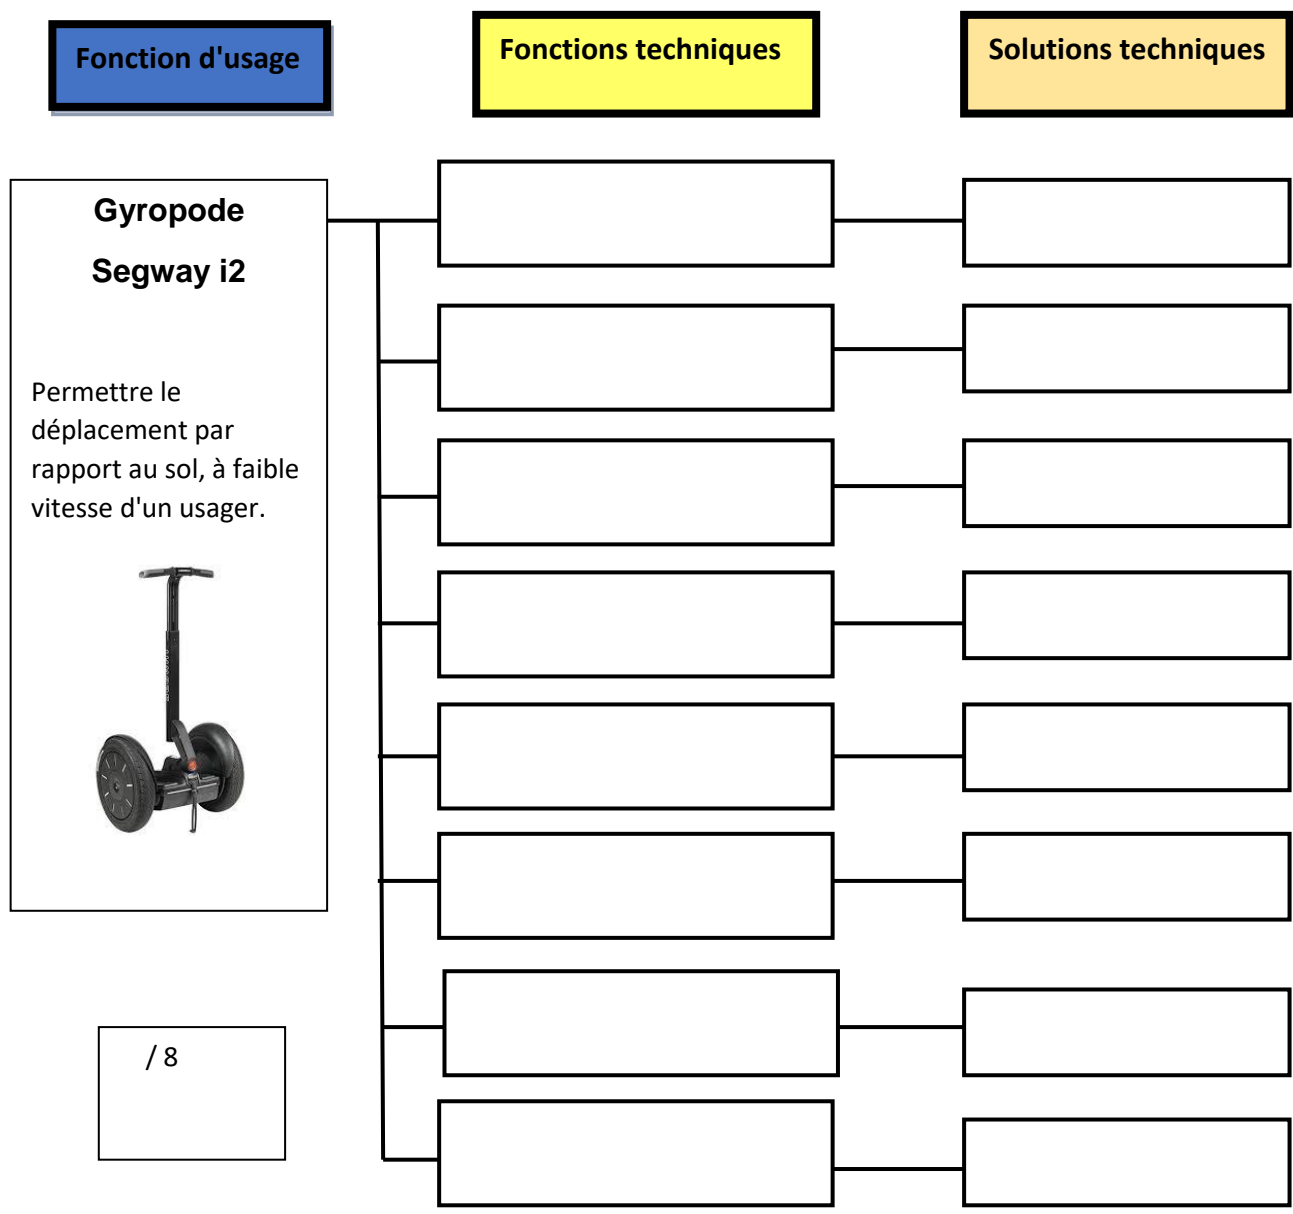 Fonction d'usage
Fonctions techniques
Solutions techniques
Gyropode
Segway i2
Permettre le
déplacement par
rapport au sol, à faible
vitesse d'un usager.
/ 8